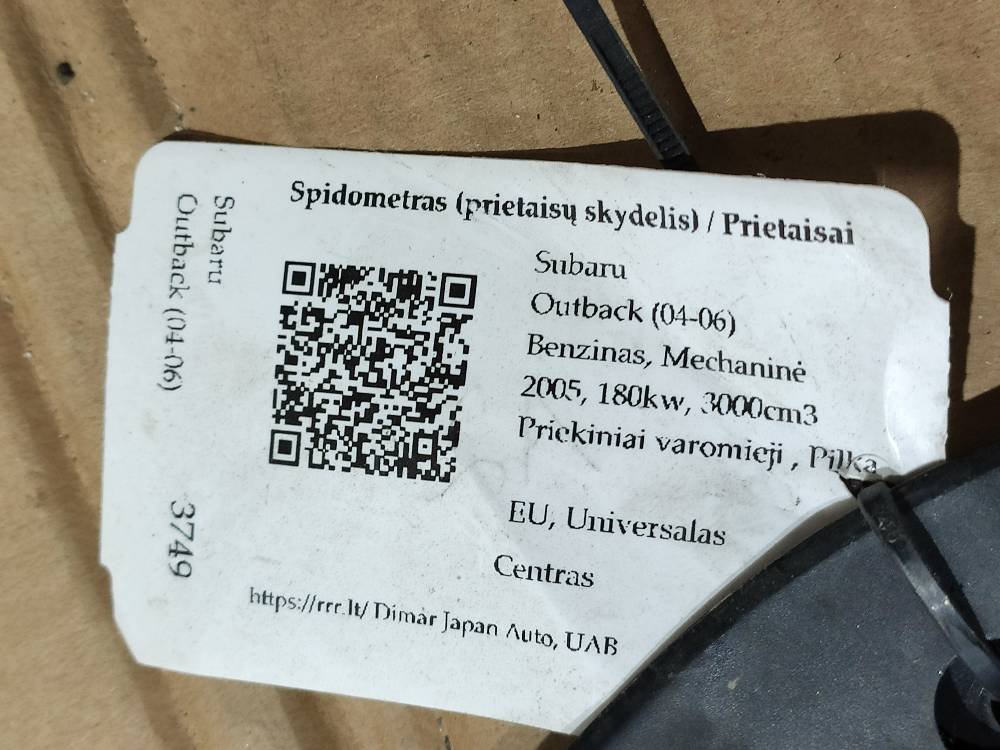 Spidometras (prietaisų skydelis) / Prietaisai
Subaru
Outback (04-06)
Benzinas, Mechaninė
2005, 180kw, 3000cm3
Priekiniai varomieji , Pilka
EU, Universalas
Centras
https://rrr.lt/ Dimar Japan Auto, UAB
Subaru
Outback (04-06)
3749